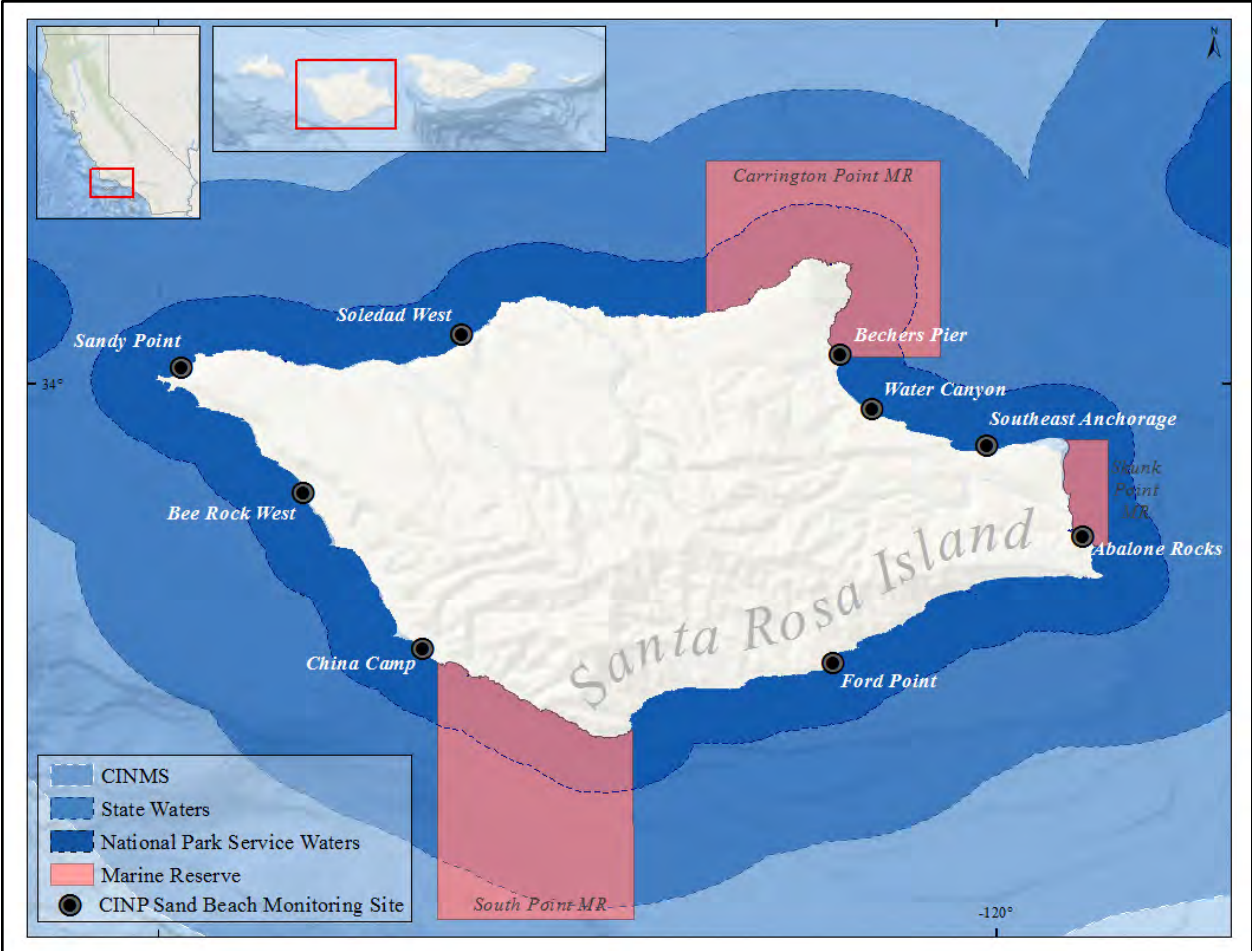 N
Carrington Point MR
Soledad West
Sandy Point
Bechers Pier
34°
Water Canyon
Southeast Anchorage
Skunk
Point
MR
Bee Rock West
Abalone Rocks
Santa Rosa Island
China Camp
Ford Point
CINMS
State Waters
National Park Service Waters
Marine Reserve
CINP Sand Beach Monitoring Site
South Point MR
-120°